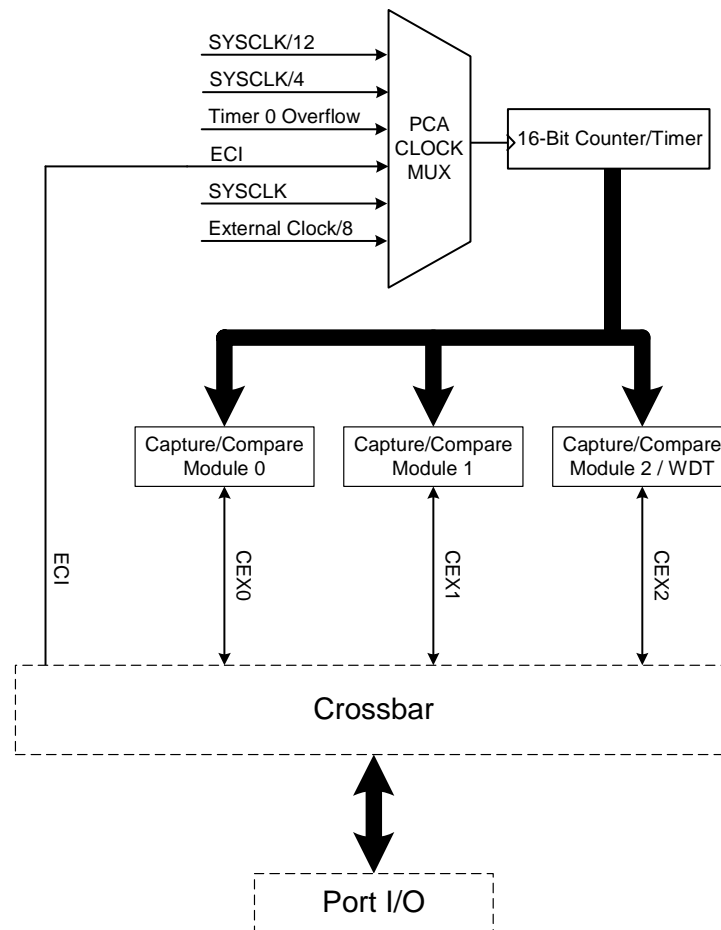 SYSCLK/12
SYSCLK/4
Timer 0 Overflow
ECI
SYSCLK
External Clock/8
PCA
CLOCK
MUX
16-Bit Counter/Timer
Capture/Compare
Module 0
Capture/Compare
Module 1
Capture/Compare
Module 2 / WDT
ECI
CEX0
CEX1
CEX2
Crossbar
Port I/O